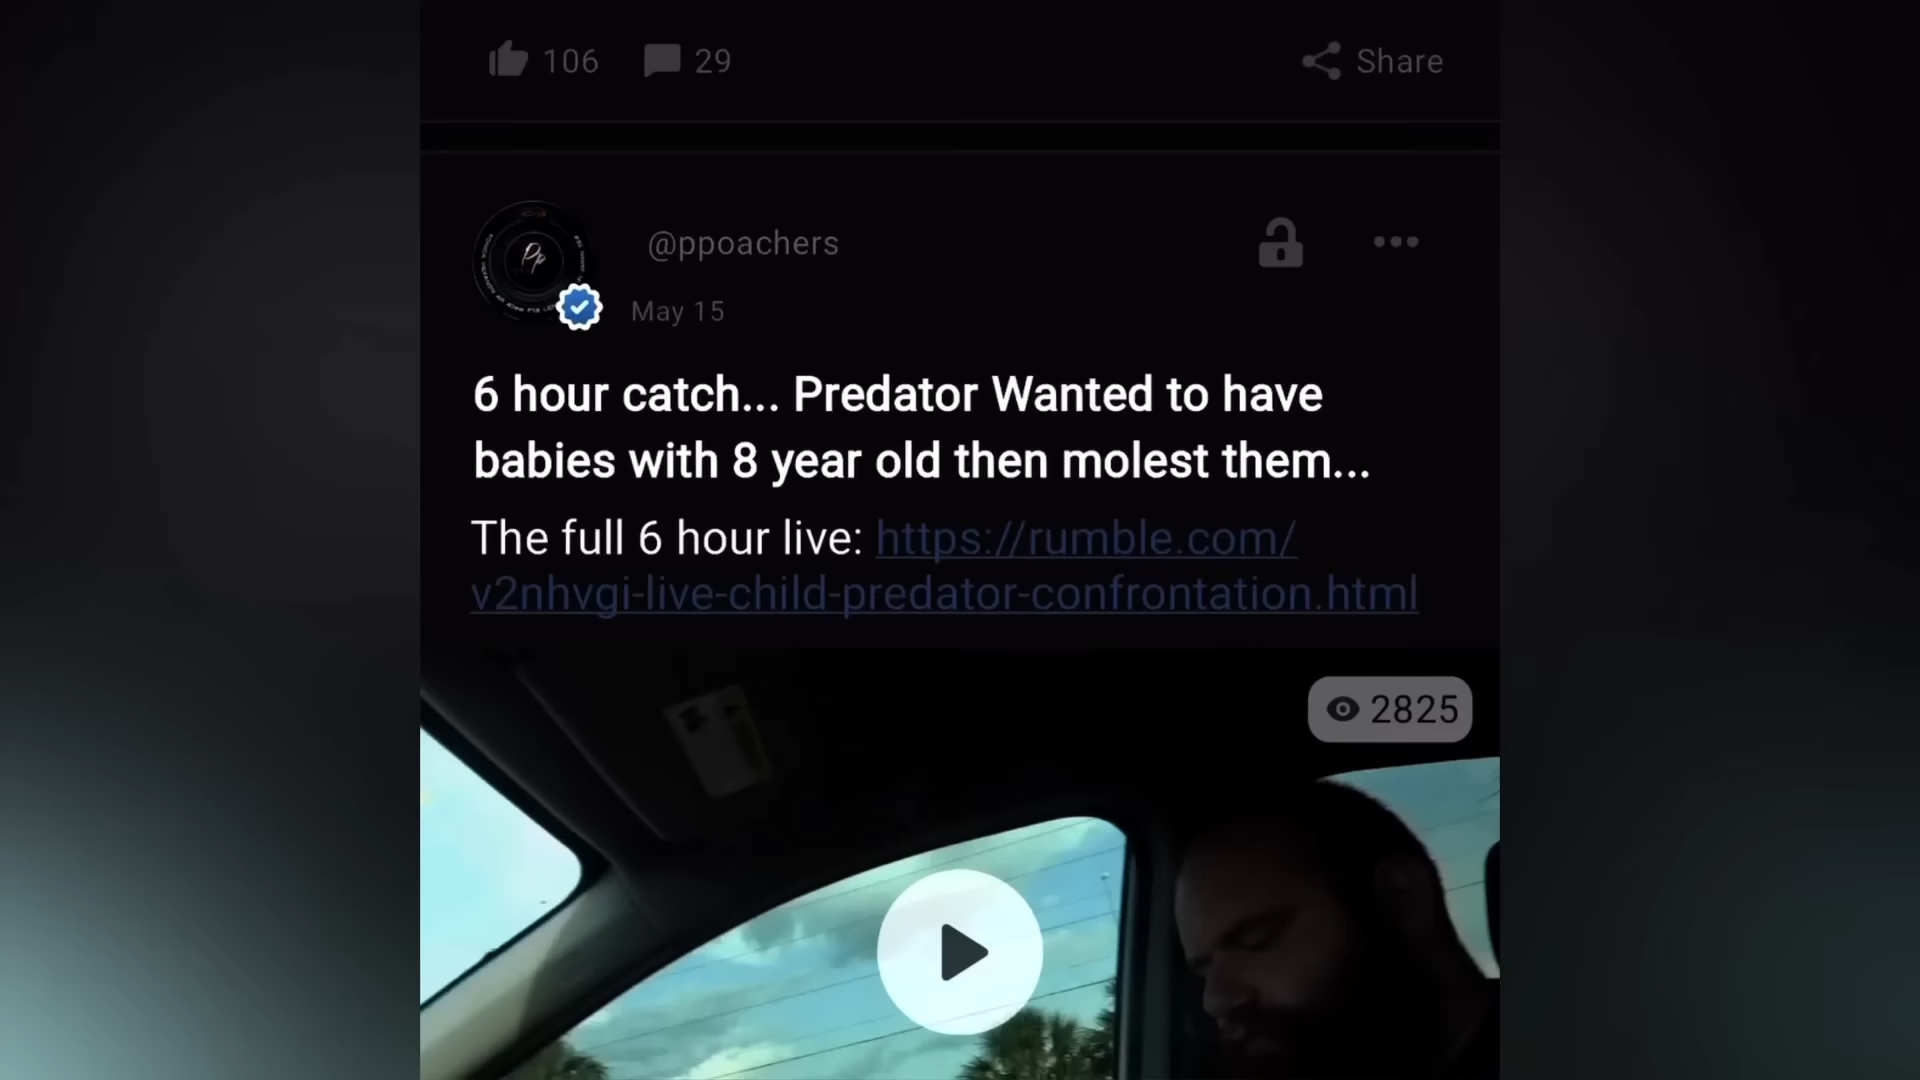 106 29 Share
@ppoachers
May 15
6 hour catch... Predator Wanted to have
babies with 8 year old then molest them...
The full 6 hour live: https://rumble.com/
v2nhvgi-live-child-predator-confrontation.html
2825